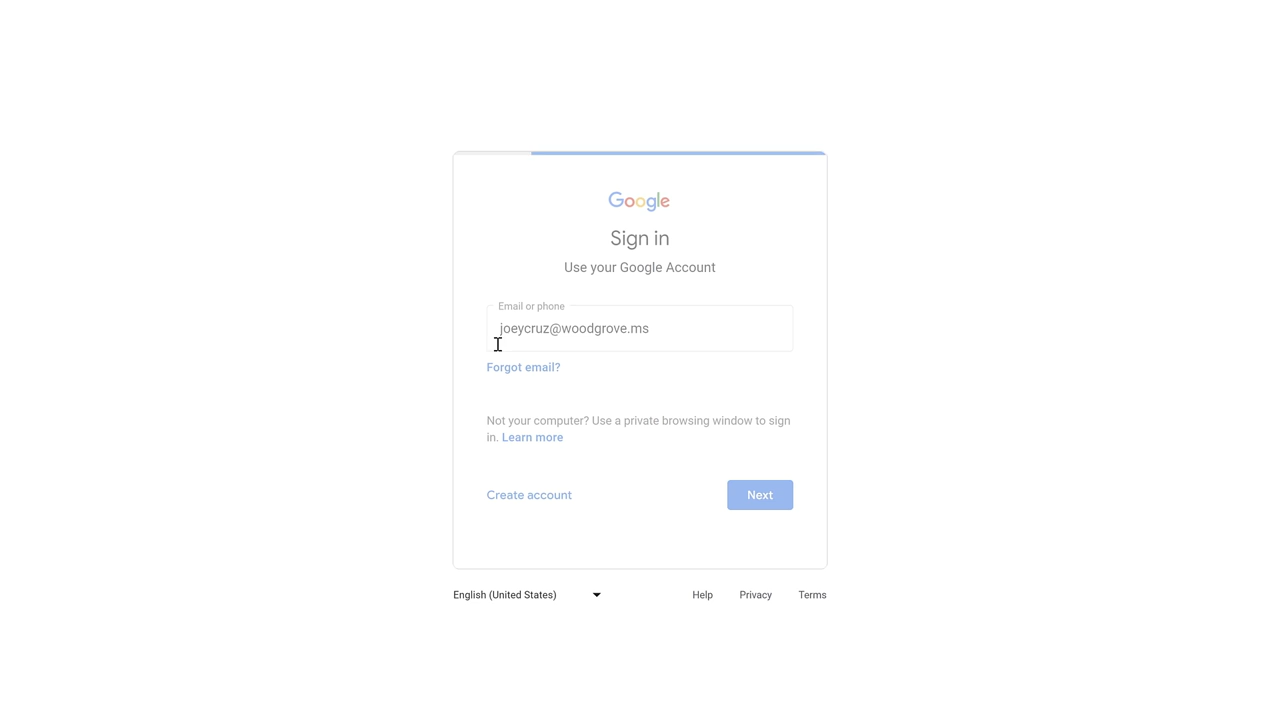 Google
Sign in
Use your Google Account
Email or phone
joeycruz@woodgrove.ms
Forgot email?
Not your computer? Use a private browsing window to sign
in. Learn more
Create account
Next
English (United States)
Help
Privacy
Terms